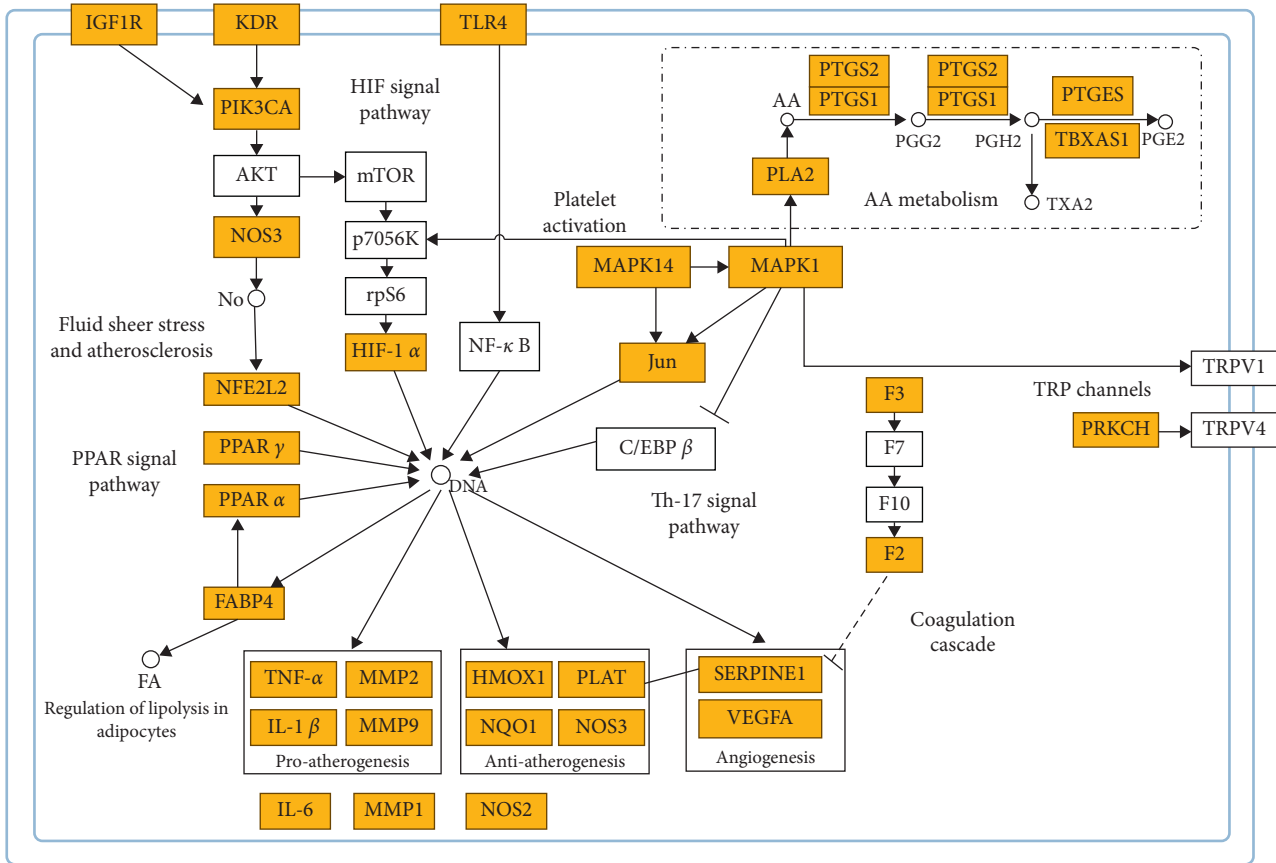 IGF1R
KDR
TLR4
HIF signal
pathway
PIK3CA
AKT
mTOR
NOS3
p7056K
Platelet
activation
No
rpS6
Fluid sheer stress
and atherosclerosis
HIF-1 α
NF-κ B
NFE2L2
PTGS2
PTGS1
PTGS2
PTGS1
PTGES
TBXAS1
AA
PGG2
PGH2
PGE2
PLA2
AA metabolism
TXA2
MAPK14
MAPK1
Jun
TRPV1
TRP channels
PRKCH
TRPV4
F3
F7
F10
F2
PPAR signal
pathway
PPAR γ
PPAR α
DNA
C/EBP β
Th-17 signal
pathway
FABP4
Coagulation
cascade
FA
Regulation of lipolysis in
adipocytes
TNF-α
MMP2
IL-1 β
MMP9
Pro-atherogenesis
HMOX1
PLAT
NQO1
NOS3
Anti-atherogenesis
SERPINE1
VEGFA
Angiogenesis
IL-6
MMP1
NOS2